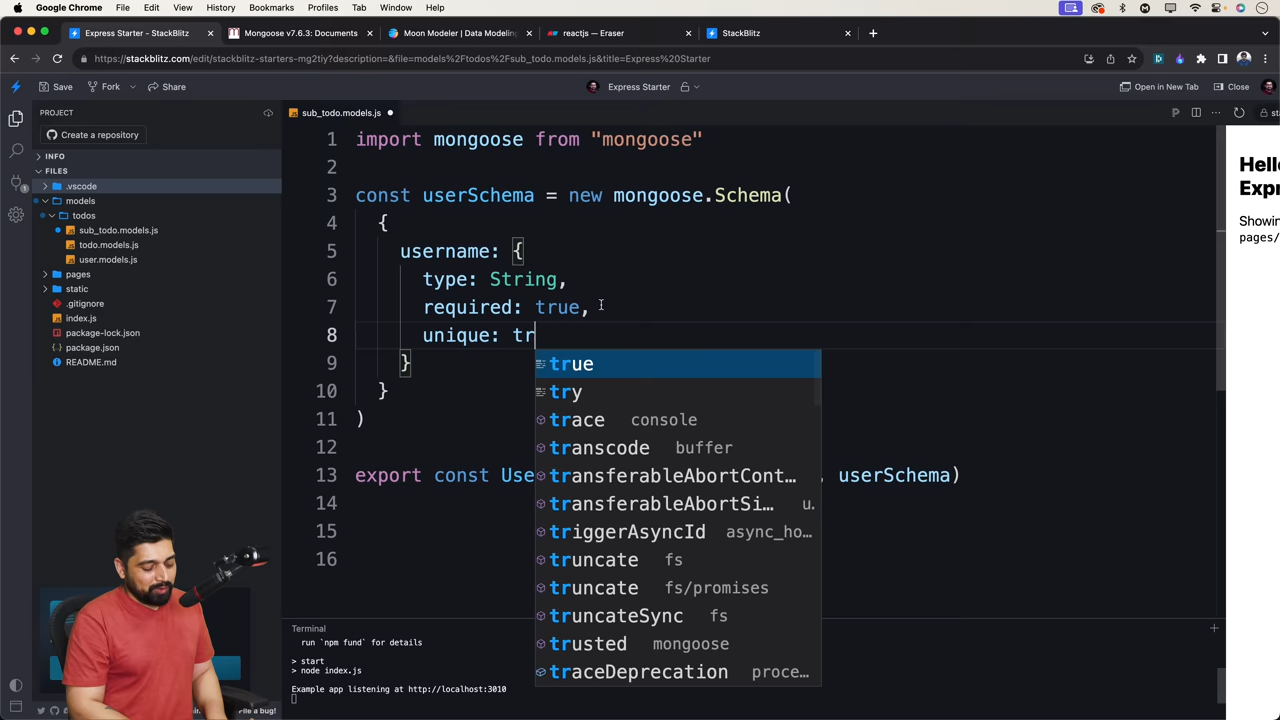 Google Chrome File Edit View History Bookmarks Profiles Tab Window Help
Express Starter - StackBlitz × Mongoose v7.6.3: Documents × Moon Modeler | Data Modeling × reactjs — Eraser × StackBlitz × +
https://stackblitz.com/edit/stackblitz-starters-mg2tiy?description=&file=models%2Ftodos%2Fsub_todo.models.js&title=Express%20Starter
Save Fork Share Express Starter Open in New Tab Close
PROJECT
Create a repository
INFO
FILES
.vscode
models
todos
sub_todo.models.js
todo.models.js
user.models.js
pages
static
.gitignore
index.js
package-lock.json
package.json
README.md
sub_todo.models.js
1 import mongoose from "mongoose"
2
3 const userSchema = new mongoose.Schema(
4 {
5 username: {
6 type: String,
7 required: true,
8 unique: tr
9 }
10 }
11 )
12
13 export const Use , userSchema)
14
15
16
true
try
trace console
transcode buffer
transferableAbortCont…
transferableAbortSi… u.
triggerAsyncId async_ho…
truncate fs
truncate fs/promises
truncateSync fs
trusted mongoose
traceDeprecation proce…
Terminal
run `npm fund` for details
> start
> node index.js
Example app listening at http://localhost:3010
Hello
Expr
Showin
pages/
file a bug!